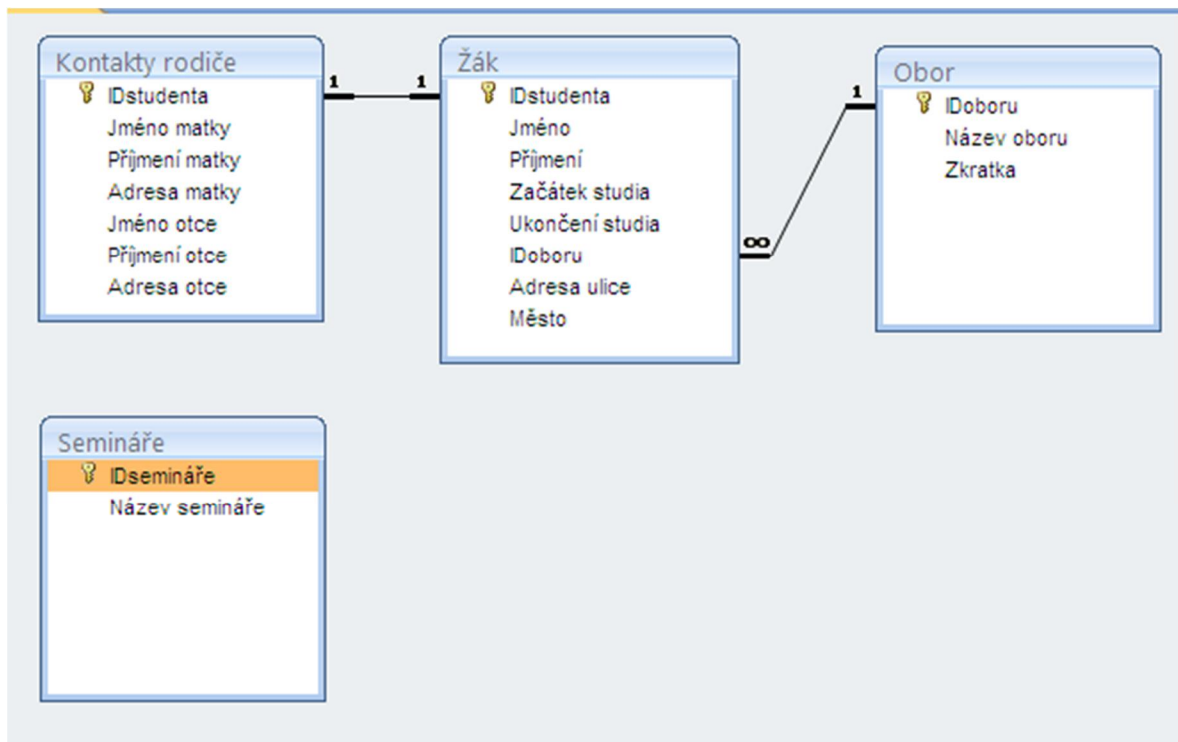 Kontakty rodiče
IDstudenta
Jméno matky
Příjmení matky
Adresa matky
Jméno otce
Příjmení otce
Adresa otce
1
1
Žák
IDstudenta
Jméno
Příjmení
Začátek studia
Ukončení studia
IDoboru
Adresa ulice
Město
∞
1
Obor
IDoboru
Název oboru
Zkratka
Semináře
IDsemináře
Název semináře